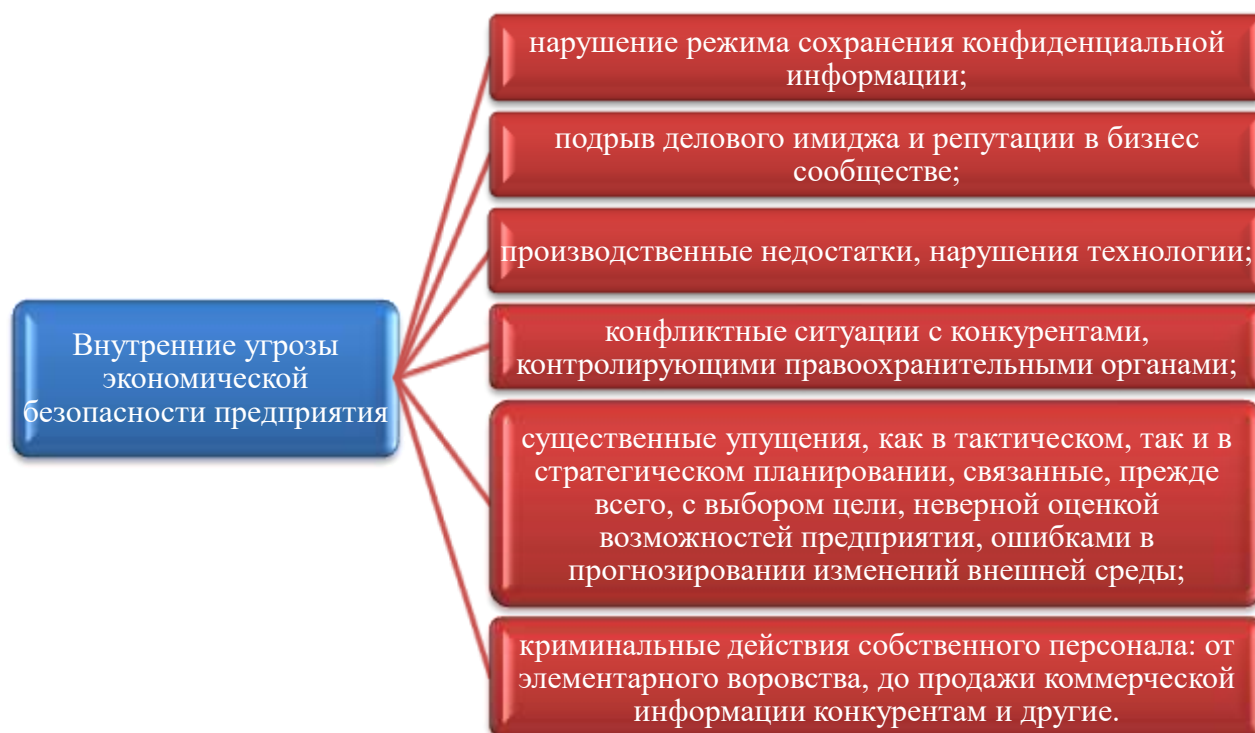 нарушение режима сохранения конфиденциальной
информации;
подрыв делового имиджа и репутации в бизнес
сообществе;
производственные недостатки, нарушения технологии;
Внутренние угрозы
экономической
безопасности предприятия
конфликтные ситуации с конкурентами,
контролирующими правоохранительными органами;
существенные упущения, как в тактическом, так и в
стратегическом планировании, связанные, прежде
всего, с выбором цели, неверной оценкой
возможностей предприятия, ошибками в
прогнозировании изменений внешней среды;
криминальные действия собственного персонала: от
элементарного воровства, до продажи коммерческой
информации конкурентам и другие.